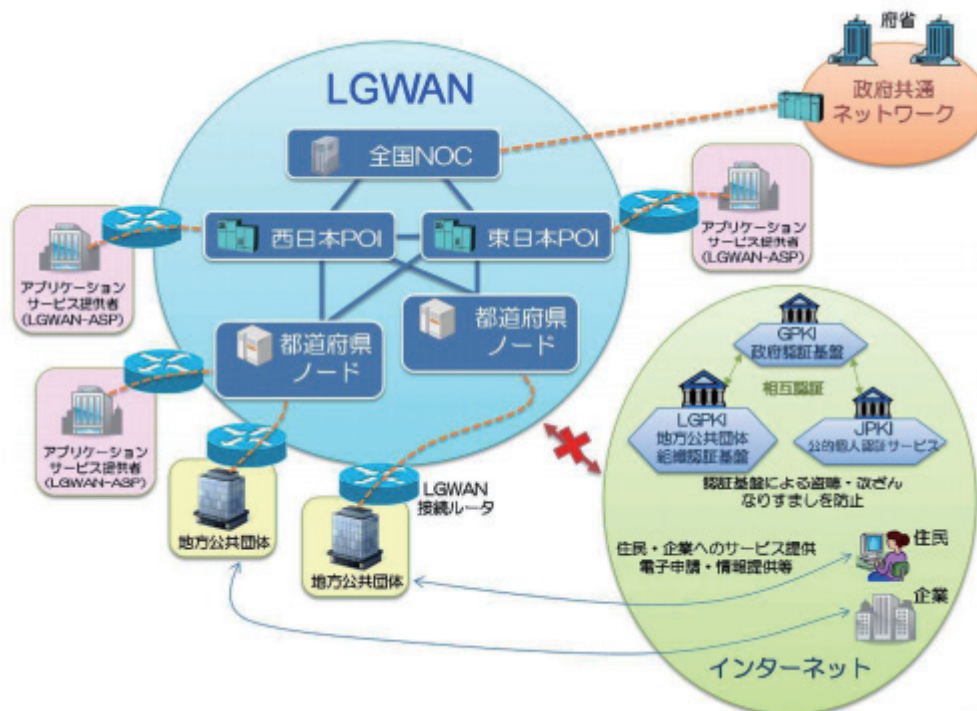 府省
政府共通
ネットワーク
LGWAN
全国NOC
西日本POI
東日本POI
都道府県
ノード
都道府県
ノード
アプリケーション
サービス提供者
(LGWAN-ASP)
アプリケーション
サービス提供者
(LGWAN-ASP)
アプリケーション
サービス提供者
(LGWAN-ASP)
地方公共団体
地方公共団体
LGWAN
接続ルータ
GPKI
政府認証基盤
相互認証
LGPKI
地方公共団体
組織認証基盤
JPKI
公的個人認証サービス
認証基盤による盗聴・改ざん
なりすましを防止
住民・企業へのサービス提供
電子申請・情報提供等
住民
企業
インターネット